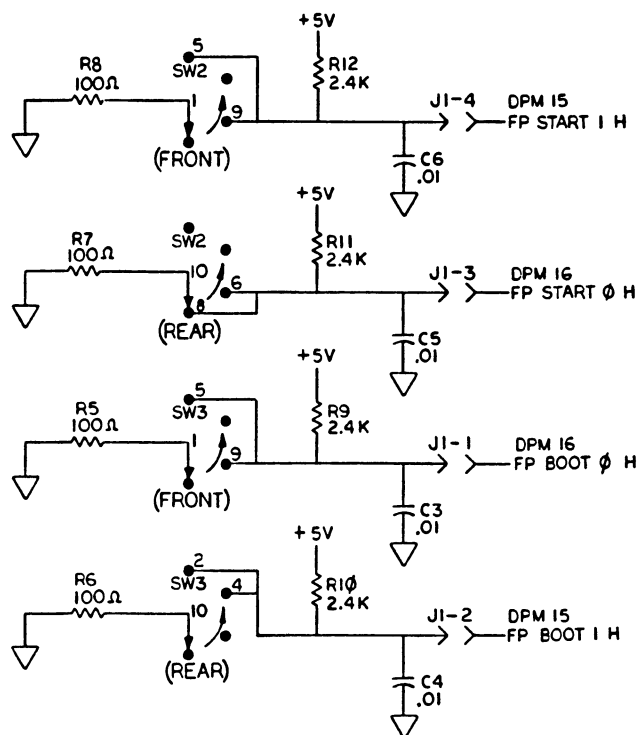 +5V
5
R8
100Ω
SW2
R12
2.4K
1
9
J1-4
DPM 15
FP START 1 H
(FRONT)
C6
.01
+5V
R7
100Ω
SW2
R11
2.4K
10
6
8
J1-3
DPM 16
FP START Ø H
(REAR)
C5
.01
+5V
5
R5
100Ω
SW3
R9
2.4K
1
9
J1-1
DPM 16
FP BOOT Ø H
(FRONT)
C3
.01
+5V
2
R6
100Ω
SW3
4
R1Ø
2.4K
10
J1-2
DPM 15
FP BOOT 1 H
(REAR)
C4
.01